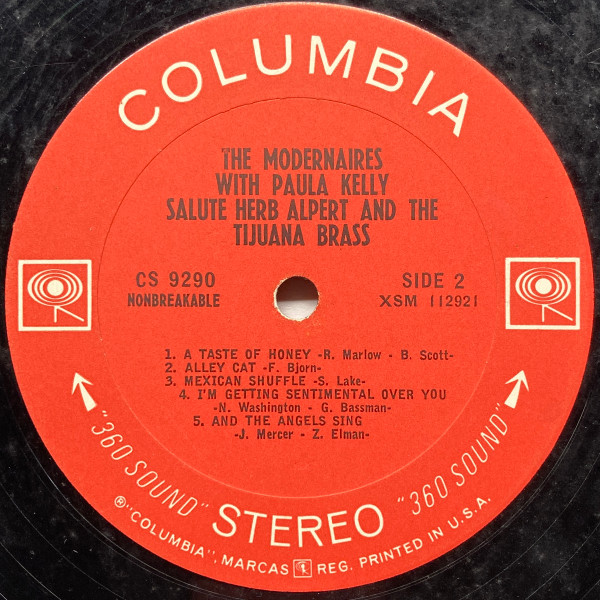 COLUMBIA
THE MODERNAIRES
WITH PAULA KELLY
SALUTE HERB ALPERT AND THE
TIJUANA BRASS
CS 9290
NONBREAKABLE
SIDE 2
XSM 112921
1. A TASTE OF HONEY -R. Marlow - B. Scott-
2. ALLEY CAT -F. Bjorn-
3. MEXICAN SHUFFLE -S. Lake-
4. I'M GETTING SENTIMENTAL OVER YOU
-N. Washington - G. Bassman-
5. AND THE ANGELS SING
-J. Mercer - Z. Elman-
"360 SOUND" STEREO "360 SOUND"
®"COLUMBIA", MARCAS REG. PRINTED IN U.S.A.